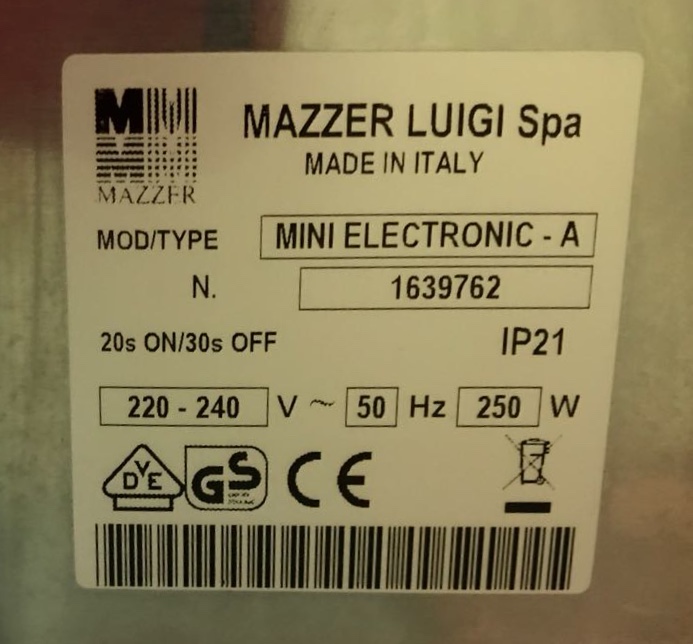 MAZZER
MAZZER LUIGI Spa
MADE IN ITALY
MOD/TYPE MINI ELECTRONIC - A
N. 1639762
20s ON/30s OFF IP21
220 - 240 V ~ 50 Hz 250 W
DVE GS CE